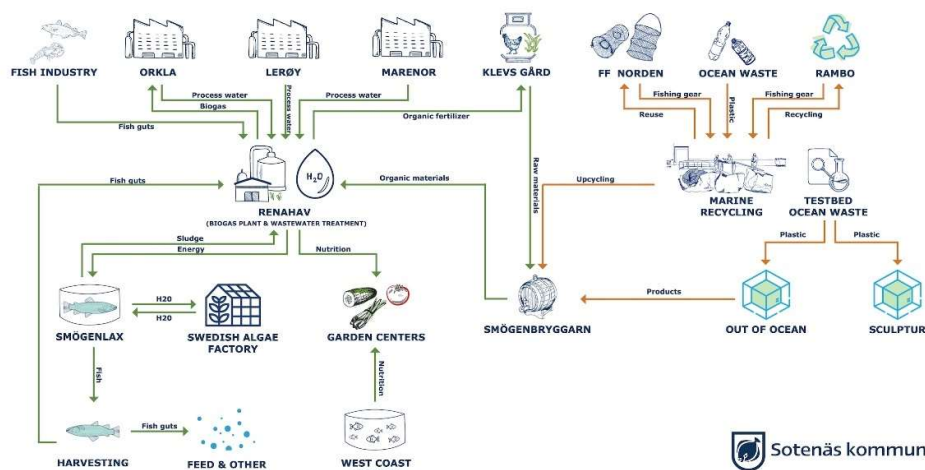 FISH INDUSTRY
ORKLA
LERØY
MARENOR
KLEVS GÅRD
FF NORDEN
OCEAN WASTE
RAMBO
Process water
Biogas
Process water
Process water
Fish guts
Organic fertilizer
Fishing gear
Reuse
Plastic
Fishing gear
Recycling
H₂O
Fish guts
Organic materials
Raw materials
Upcycling
MARINE
RECYCLING
TESTBED
OCEAN WASTE
RENAHAV
(BIOGAS PLANT & WASTEWATER TREATMENT)
Sludge
Energy
Nutrition
Plastic
Plastic
H20
H20
Products
SMÖGENLAX
SWEDISH ALGAE
FACTORY
GARDEN CENTERS
SMÖGENBRYGGARN
OUT OF OCEAN
SCULPTUR
Fish
Nutrition
Fish guts
HARVESTING
FEED & OTHER
WEST COAST
Sotenäs kommun